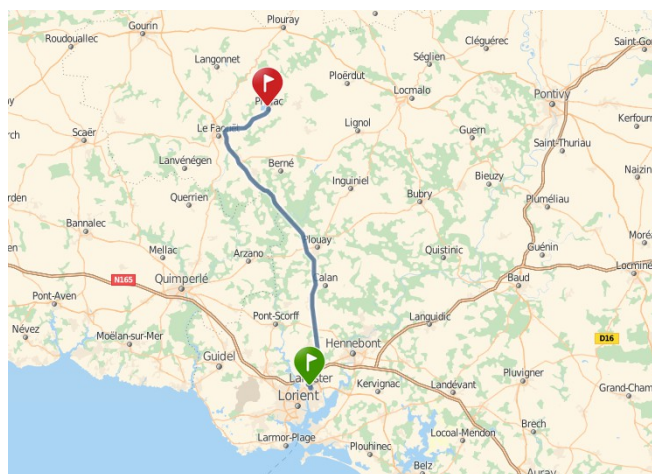 Plouray
Saint-Go
Gourin
Cléguérec
Roudouallec
Langonnet
Séglien
Ploërdut
Locmalo
Pontivy
Le Faouët
Lignol
Kerfourn
Scaër
Guern
Saint-Thuriau
Lanvénégen
Berné
Naizin
Inguiniel
Bieuzy
Querrien
Bubry
Pluméliau
Bannalec
Plouay
Moré
Mellac
Arzano
Quistinic
Guénin
Locminé
N165
Quimperlé
Calan
Baud
Pont-Aven
Pont-Scorff
Languidic
Névez
Moëlan-sur-Mer
Hennebont
D16
Guidel
Pluvigner
Kervignac
Landévant
Grand-Cham
Lorient
Brech
Larmor-Plage
Plouhinec
Locoal-Mendon
Belz
Auray